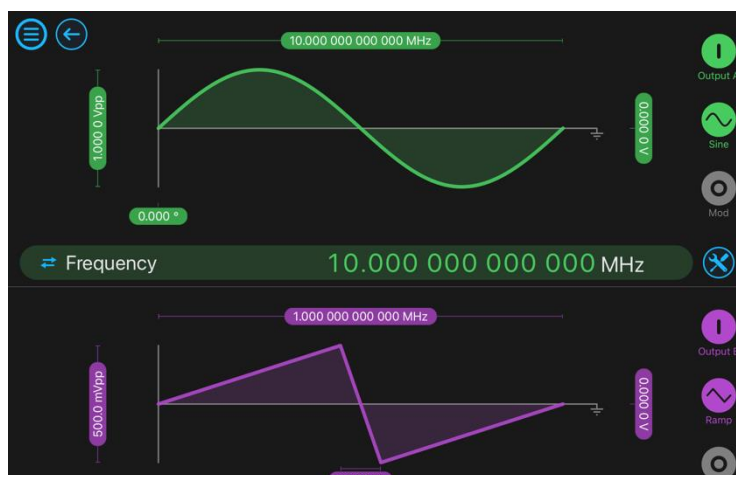 10.000 000 000 000 MHz
Output A
1.000 0 Vpp
0.000 0 V
Sine
0.000 °
Mod
Frequency 10.000 000 000 000 MHz
1.000 000 000 000 MHz
Output B
500.0 mVpp
0.000 0 V
Ramp